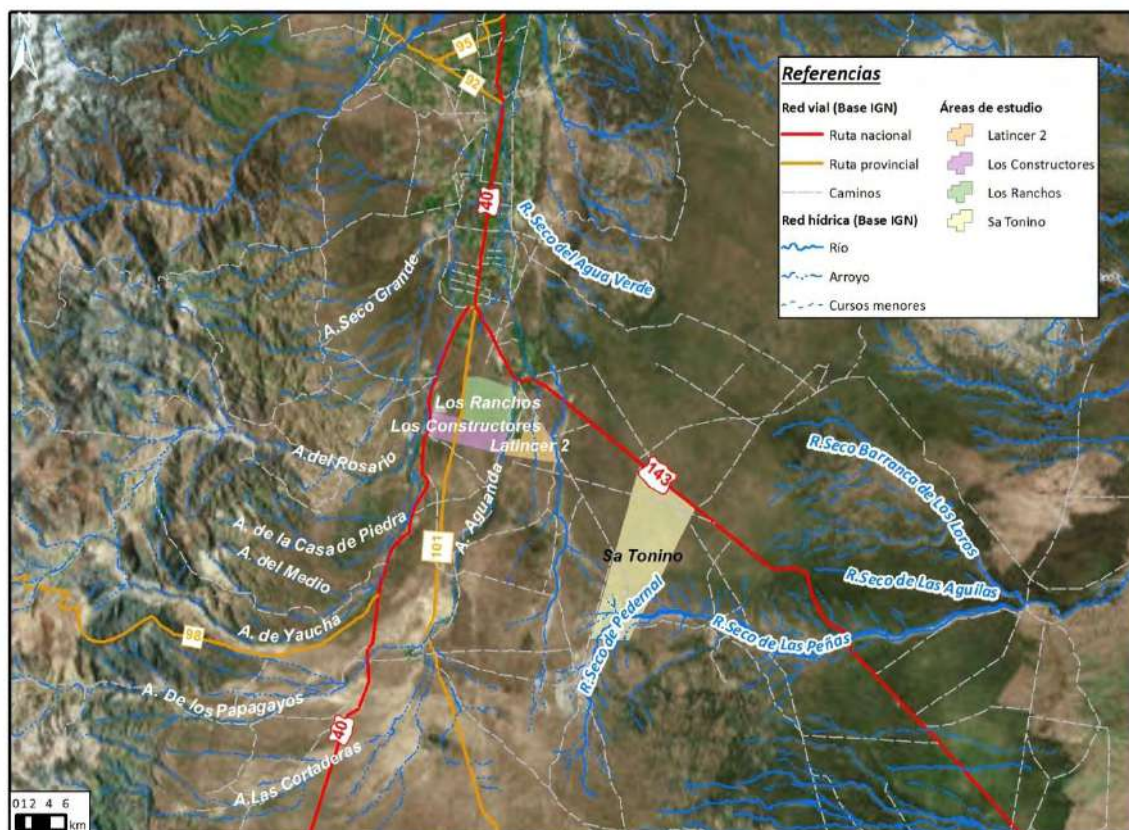 95
92
40
R.Seco del Agua Verde
A.Seco Grande
Los Ranchos
Los Constructores
Latincer 2
A.del Rosario
143
A. Aguanda
A. de la Casa de Piedra
101
A. del Medio
Sa Tonino
R.Seco Barranca de Los Loros
R.Seco de Las Aguilas
R.Seco de Pedernal
R.Seco de Las Peñas
A. de Yaucha
98
A. De los Papagayos
40
A.Las Cortaderas
Referencias
Red vial (Base IGN)
Ruta nacional
Ruta provincial
Caminos
Red hídrica (Base IGN)
Río
Arroyo
Cursos menores
Áreas de estudio
Latincer 2
Los Constructores
Los Ranchos
Sa Tonino
0 1 2 4 6
km